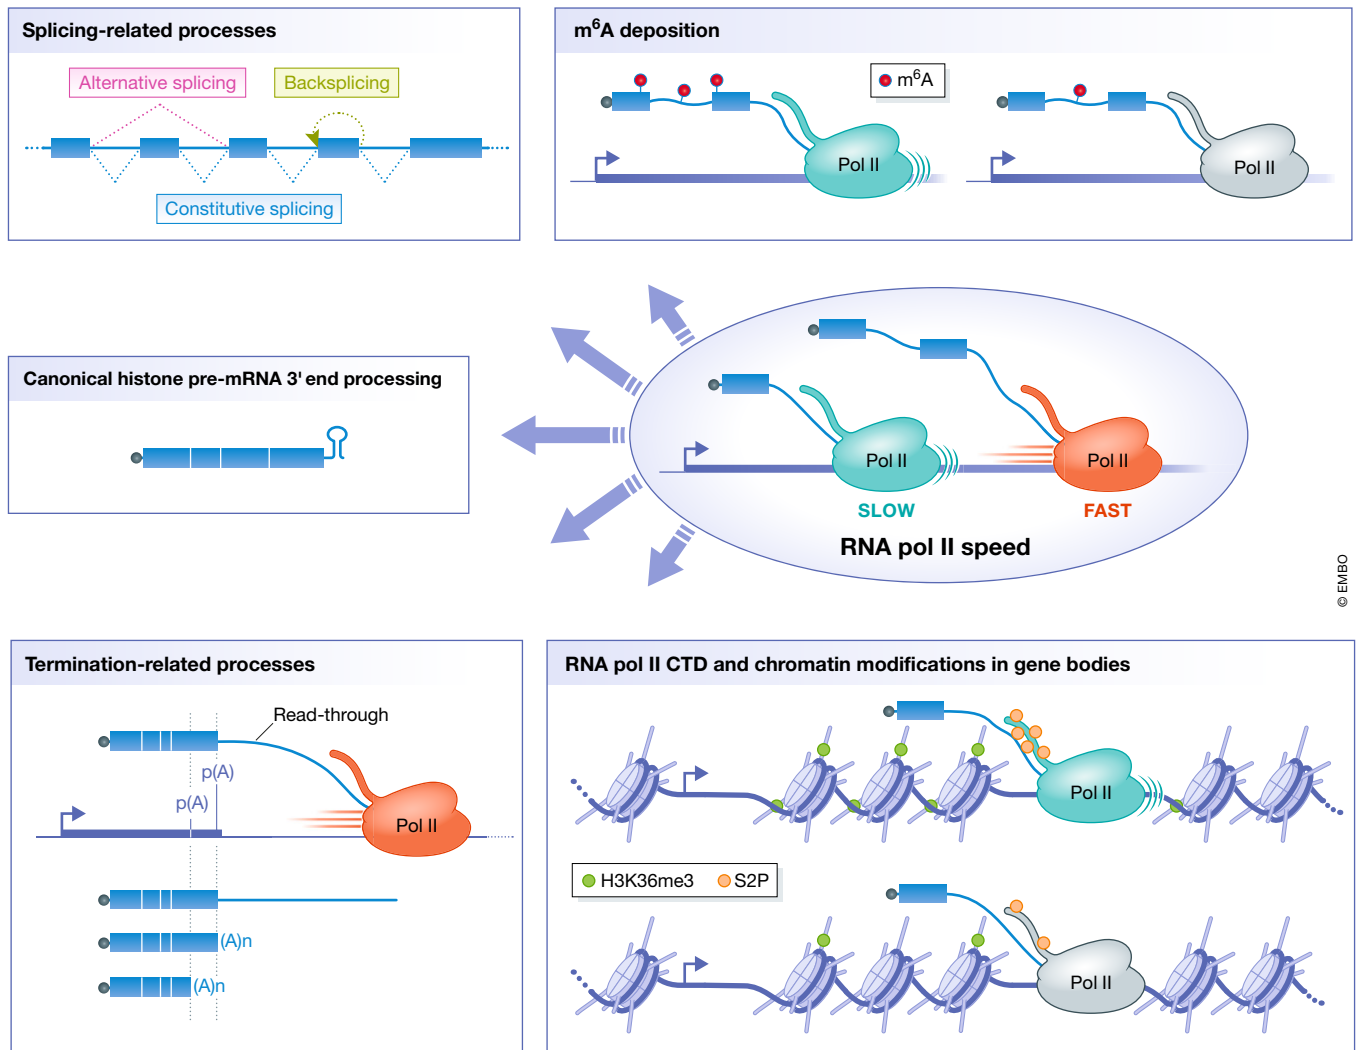 Splicing-related processes
Alternative splicing
Backsplicing
Constitutive splicing
m⁶A deposition
m⁶A
Pol II
Pol II
Canonical histone pre-mRNA 3' end processing
Pol II
Pol II
SLOW
FAST
RNA pol II speed
© EMBO
Termination-related processes
Read-through
p(A)
p(A)
Pol II
(A)n
(A)n
RNA pol II CTD and chromatin modifications in gene bodies
Pol II
H3K36me3
S2P
Pol II